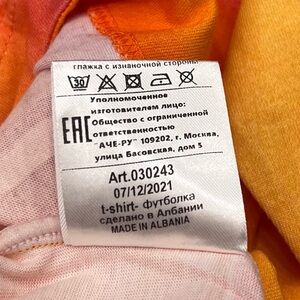 глажка с изнаночной стороны
30
Уполномоченное
изготовителем лицо:
EAC Общество с ограниченной
ответственностью
"АЧЕ-РУ" 109202, г. Москва,
улица Басовская, дом 5
Art.030243
07/12/2021
t-shirt- футболка
сделано в Албании
MADE IN ALBANIA